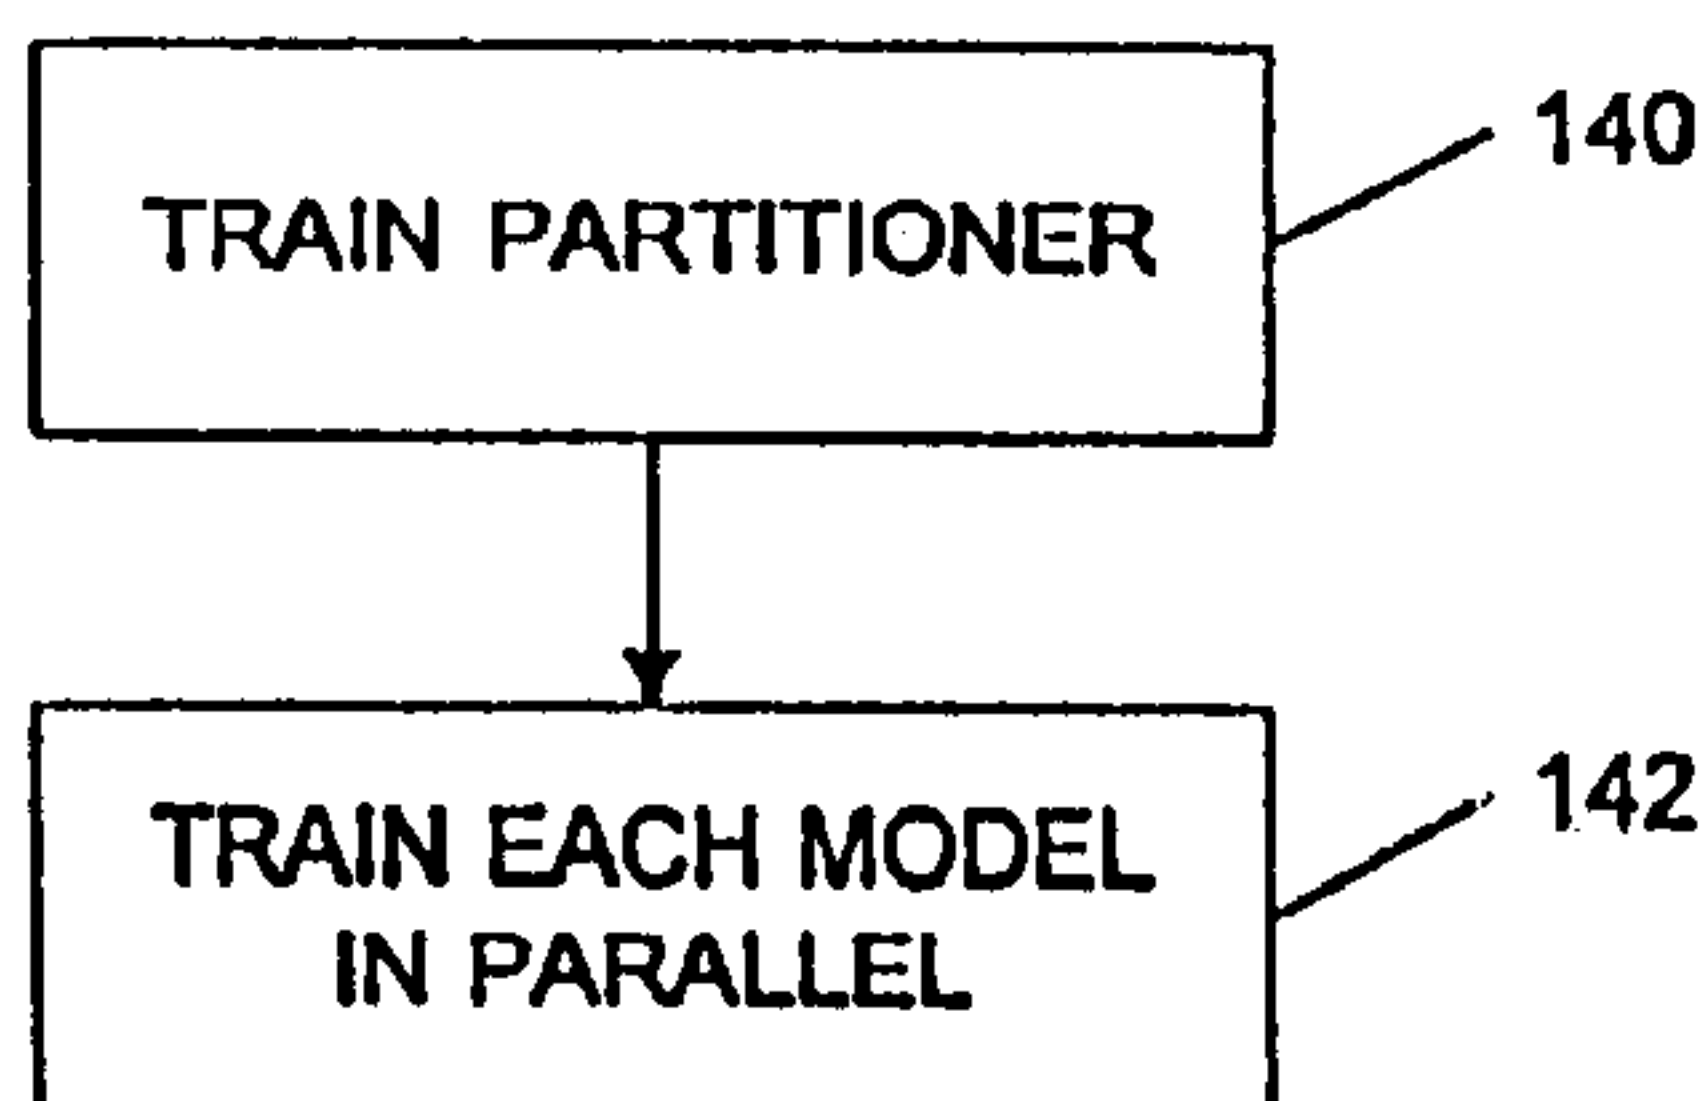 TRAIN PARTITIONER
140
TRAIN EACH MODEL
IN PARALLEL
142